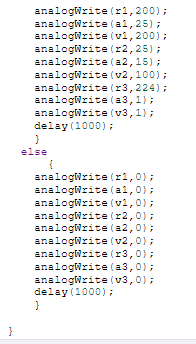 analogWrite(r1,200);
analogWrite(a1,25);
analogWrite(v1,200);
analogWrite(r2,25);
analogWrite(a2,15);
analogWrite(v2,100);
analogWrite(r3,224);
analogWrite(a3,1);
analogWrite(v3,1);
delay(1000);
}
else
{
analogWrite(r1,0);
analogWrite(a1,0);
analogWrite(v1,0);
analogWrite(r2,0);
analogWrite(a2,0);
analogWrite(v2,0);
analogWrite(r3,0);
analogWrite(a3,0);
analogWrite(v3,0);
delay(1000);
}
}